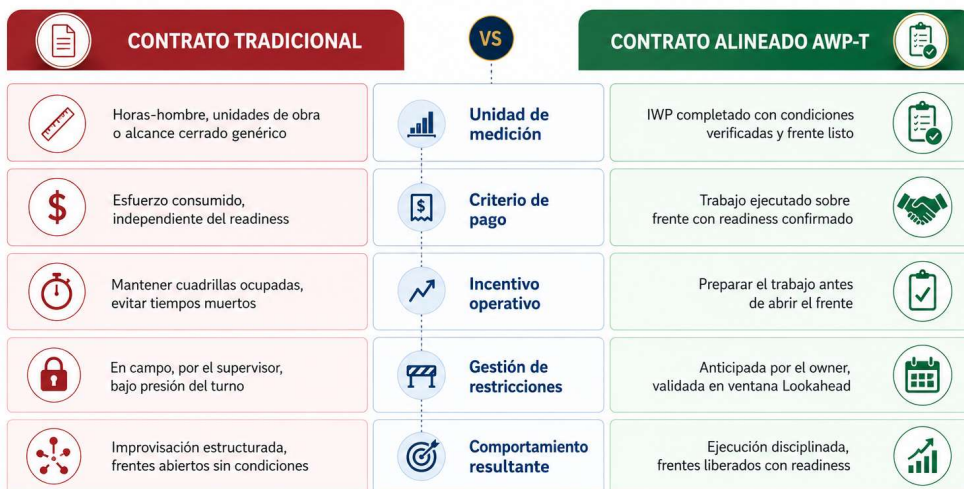 CONTRATO TRADICIONAL
VS
CONTRATO ALINEADO AWP-T
Horas-hombre, unidades de obra
o alcance cerrado genérico
Unidad de
medición
IWP completado con condiciones
verificadas y frente listo
$
Esfuerzo consumido,
independiente del readiness
$
Criterio de
pago
Trabajo ejecutado sobre
frente con readiness confirmado
Mantener cuadrillas ocupadas,
evitar tiempos muertos
Incentivo
operativo
Preparar el trabajo antes
de abrir el frente
En campo, por el supervisor,
bajo presión del turno
Gestión de
restricciones
Anticipada por el owner,
validada en ventana Lookahead
Improvisación estructurada,
frentes abiertos sin condiciones
Comportamiento
resultante
Ejecución disciplinada,
frentes liberados con readiness